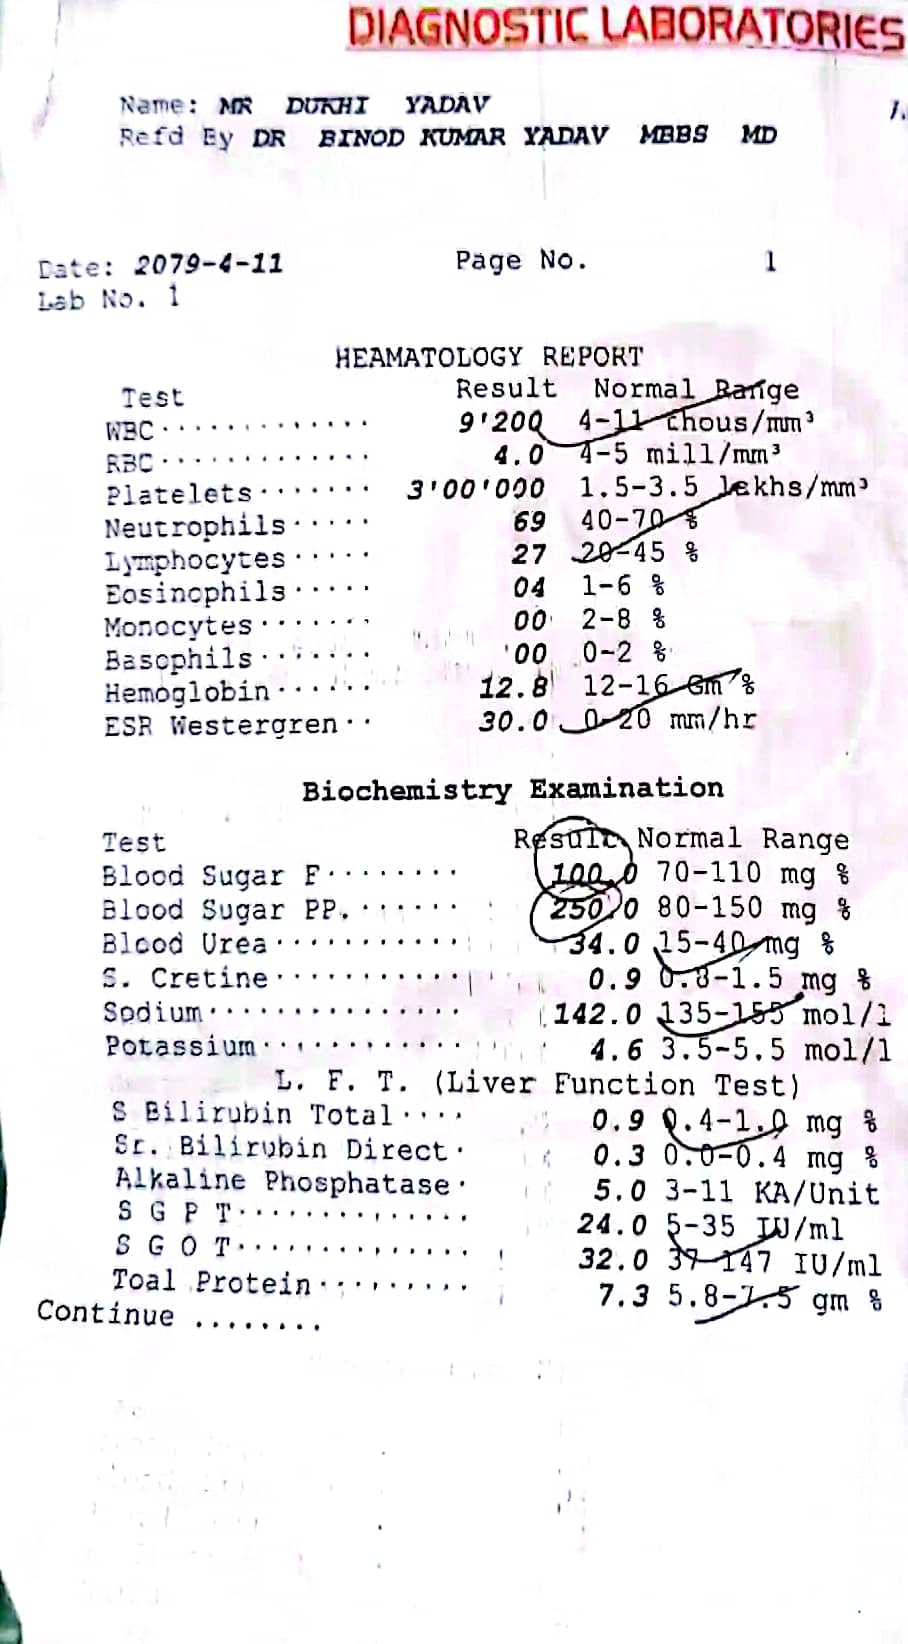 DIAGNOSTIC LABORATORIES
Name: MR DUKHI YADAV
Refd By DR BINOD KUMAR YADAV MBBS MD
Date: 2079-4-11 Page No. 1
Lab No. 1
HEAMATOLOGY REPORT
Test Result Normal Range
WBC ············· 9'200 4-11 thous/mm³
RBC ············· 4.0 4-5 mill/mm³
Platelets ······· 3'00'000 1.5-3.5 lekhs/mm³
Neutrophils ····· 69 40-70 %
Lymphocytes ····· 27 20-45 %
Eosinophils ····· 04 1-6 %
Monocytes ······· 00 2-8 %
Basophils ······· 00 0-2 %
Hemoglobin ······ 12.8 12-16 Gm %
ESR Westergren ·· 30.0 0-20 mm/hr
Biochemistry Examination
Test Result Normal Range
Blood Sugar F ········ 100.0 70-110 mg %
Blood Sugar PP. ······ 250.0 80-150 mg %
Blood Urea ··········· 34.0 15-40 mg %
S. Cretine ··········· 0.9 0.8-1.5 mg %
Sodium ··············· 142.0 135-155 mol/l
Potassium ············ 4.6 3.5-5.5 mol/l
L. F. T. (Liver Function Test)
S Bilirubin Total ···· 0.9 0.4-1.0 mg %
Sr. Bilirubin Direct · 0.3 0.0-0.4 mg %
Alkaline Phosphatase · 5.0 3-11 KA/Unit
S G P T ·············· 24.0 5-35 IU/ml
S G O T ·············· 32.0 37-147 IU/ml
Toal Protein ········· 7.3 5.8-7.5 gm %
Continue ........